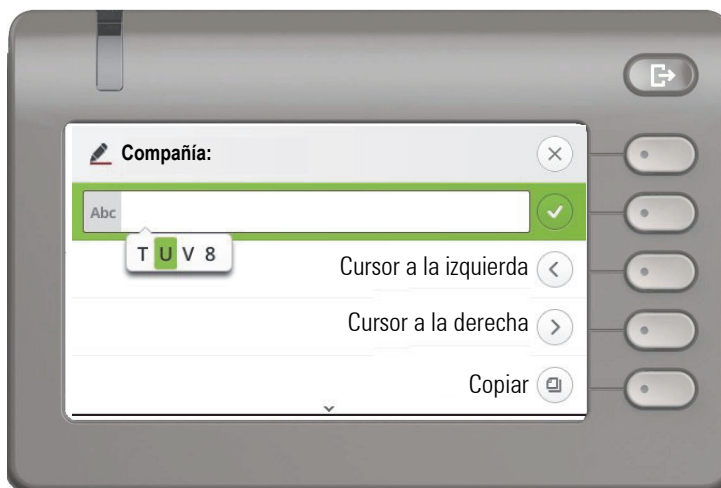 Compañía:
Abc
T U V 8
Cursor a la izquierda
Cursor a la derecha
Copiar